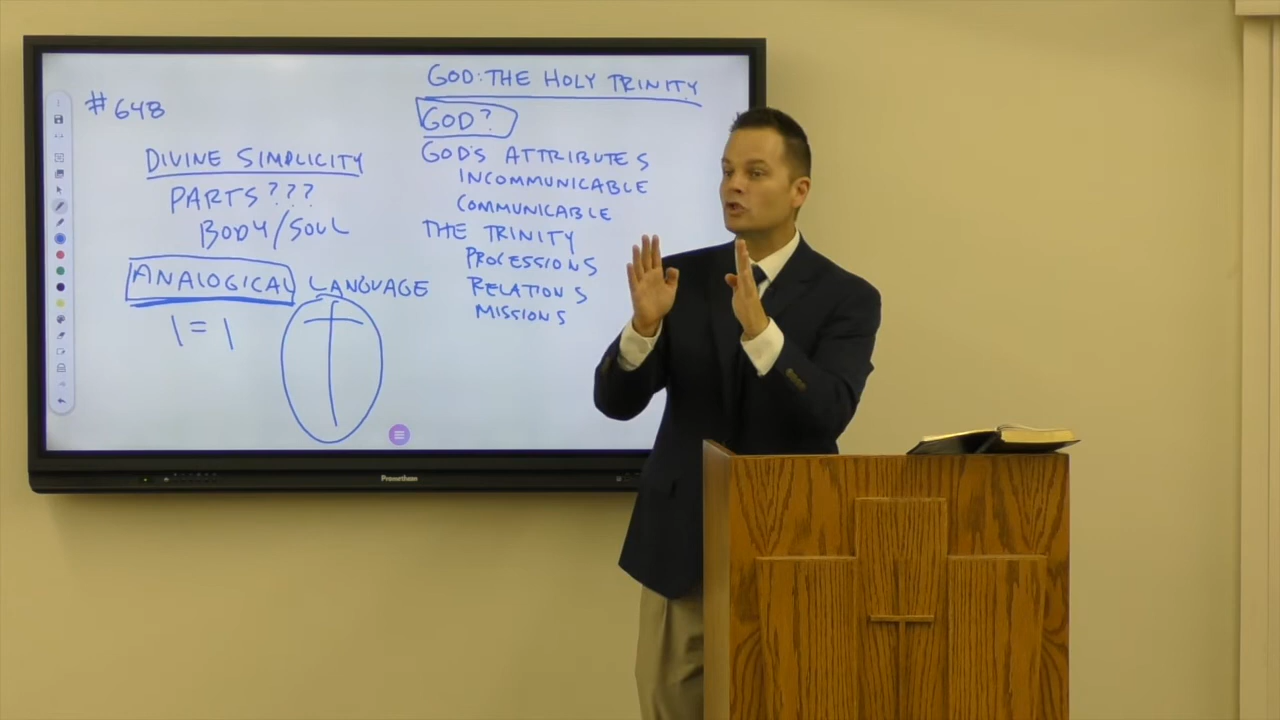 #648
DIVINE SIMPLICITY
PARTS???
BODY/SOUL
ANALOGICAL LANGUAGE
1=1
GOD: THE HOLY TRINITY
GOD?
GOD'S ATTRIBUTES
INCOMMUNICABLE
COMMUNICABLE
THE TRINITY
PROCESSIONS
RELATIONS
MISSIONS
Promethean